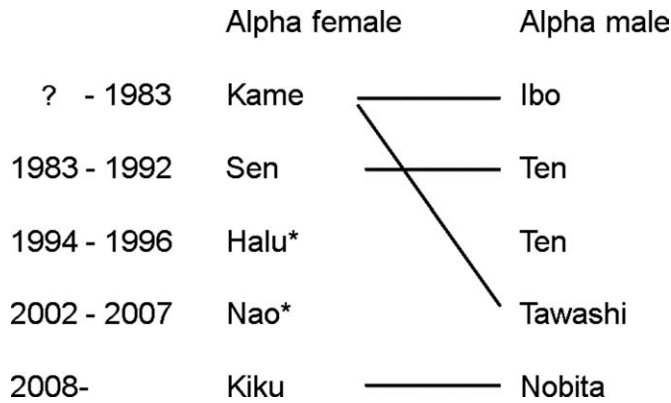 Alpha female Alpha male
? - 1983 Kame Ibo
1983 - 1992 Sen Ten
1994 - 1996 Halu* Ten
2002 - 2007 Nao* Tawashi
2008- Kiku Nobita